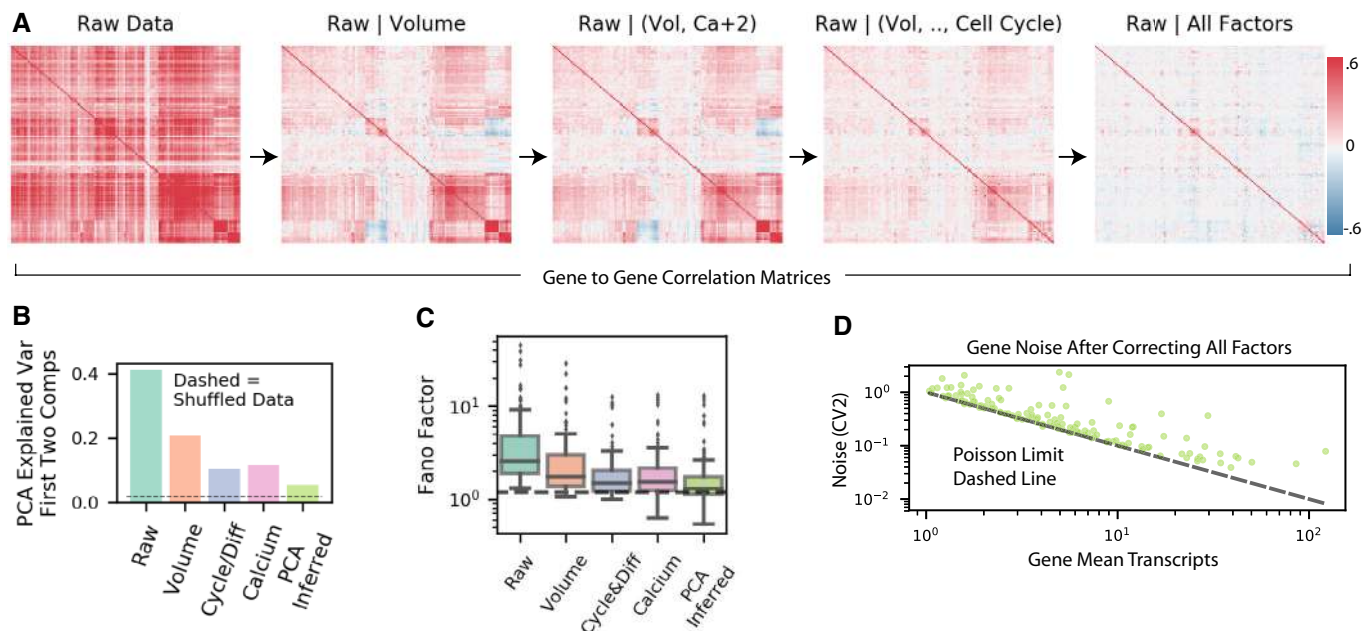 A
Raw Data
Raw | Volume
Raw | (Vol, Ca+2)
Raw | (Vol, .., Cell Cycle)
Raw | All Factors
.6
0
-.6
Gene to Gene Correlation Matrices
B
PCA Explained Var
First Two Comps
0.4
0.2
0.0
Dashed =
Shuffled Data
Raw
Volume
Cycle/Diff
Calcium
PCA
Inferred
C
Fano Factor
10¹
10⁰
Raw
Volume
Cycle&Diff
Calcium
PCA
Inferred
D
Gene Noise After Correcting All Factors
Noise (CV2)
10⁰
10⁻¹
10⁻²
Poisson Limit
Dashed Line
10⁰
10¹
10²
Gene Mean Transcripts